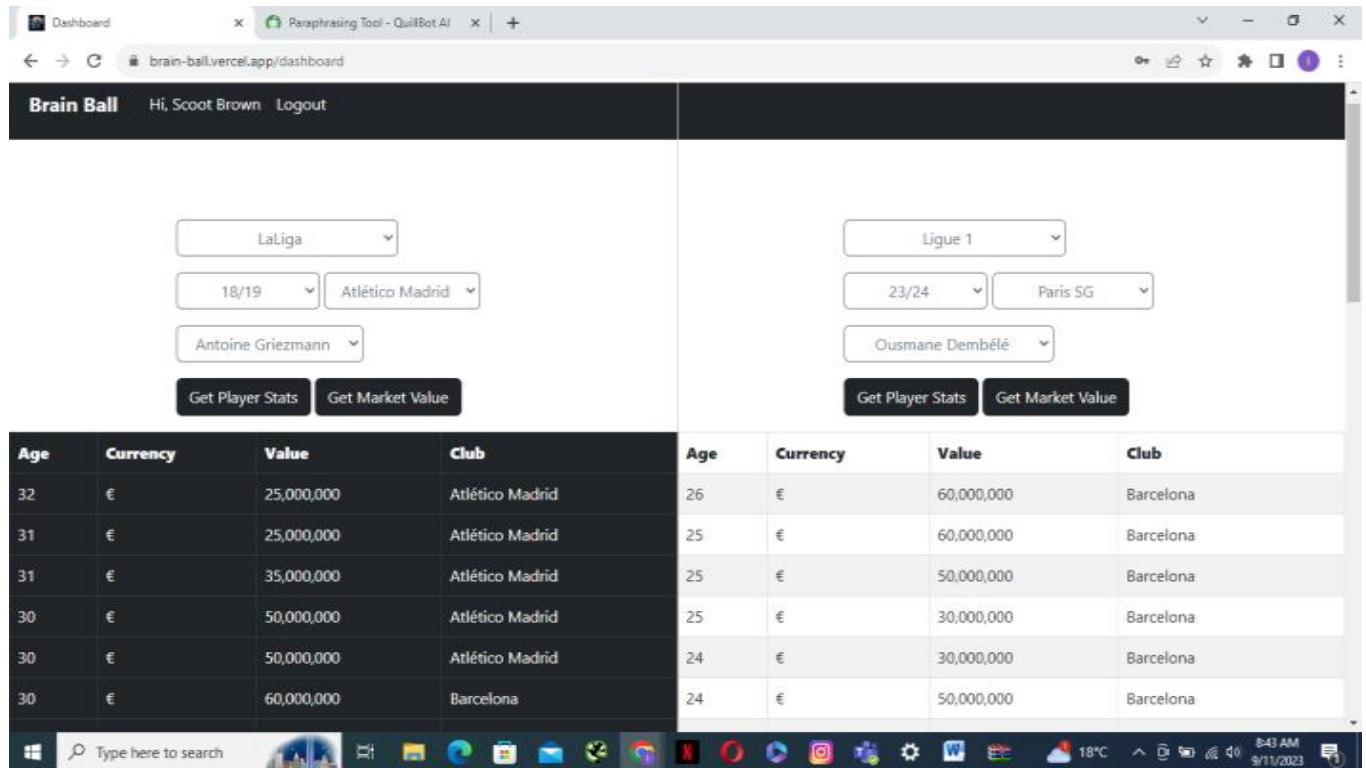 Dashboard
Paraphrasing Tool - QuillBot AI
brain-ball.vercel.app/dashboard
Brain Ball Hi, Scoot Brown Logout
LaLiga
18/19 Atlético Madrid
Antoine Griezmann
Get Player Stats Get Market Value
Ligue 1
23/24 Paris SG
Ousmane Dembélé
Get Player Stats Get Market Value
Age Currency Value Club
32 € 25,000,000 Atlético Madrid
31 € 25,000,000 Atlético Madrid
31 € 35,000,000 Atlético Madrid
30 € 50,000,000 Atlético Madrid
30 € 50,000,000 Atlético Madrid
30 € 60,000,000 Barcelona
Age Currency Value Club
26 € 60,000,000 Barcelona
25 € 60,000,000 Barcelona
25 € 50,000,000 Barcelona
25 € 30,000,000 Barcelona
24 € 30,000,000 Barcelona
24 € 50,000,000 Barcelona
Type here to search
18°C
8:43 AM
9/11/2023